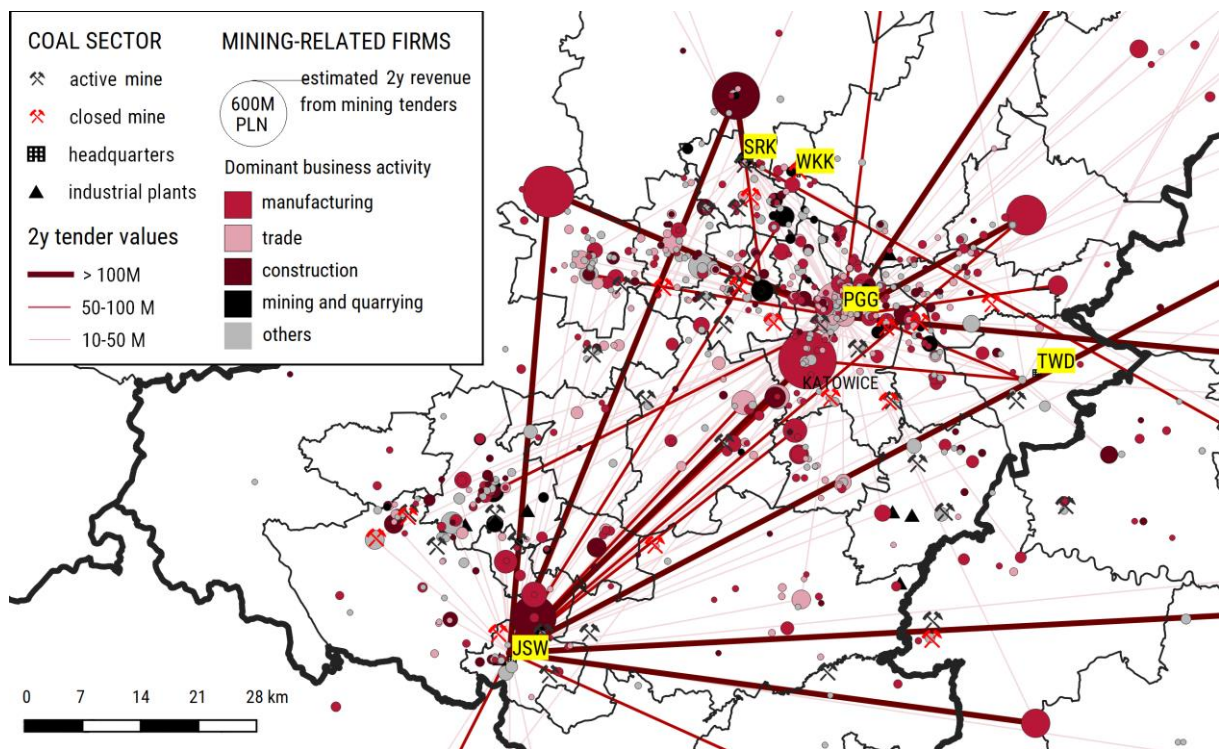 COAL SECTOR
active mine
closed mine
headquarters
industrial plants
2y tender values
> 100M
50-100 M
10-50 M
MINING-RELATED FIRMS
600M
PLN
estimated 2y revenue
from mining tenders
Dominant business activity
manufacturing
trade
construction
mining and quarrying
others
SRK
WKK
PGG
TWD
KATOWICE
JSW
0 7 14 21 28 km